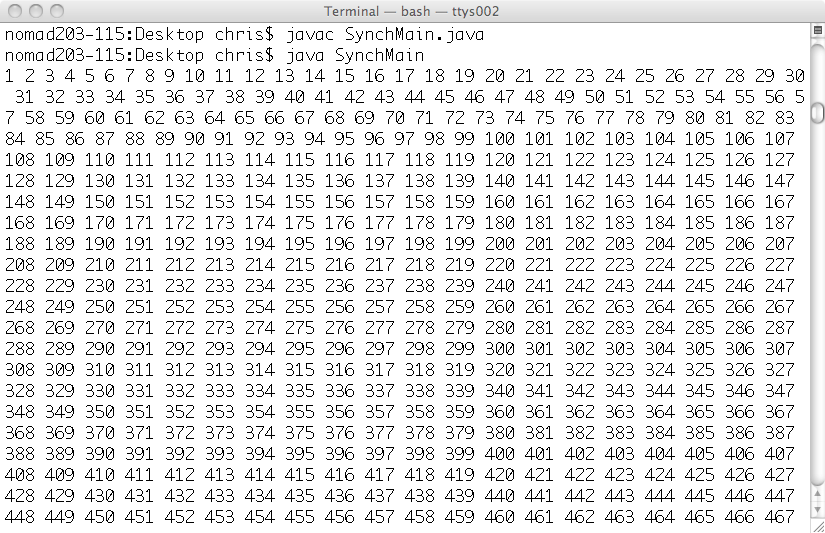 Terminal — bash — ttys002
nomad203-115:Desktop chris$ javac SynchMain.java
nomad203-115:Desktop chris$ java SynchMain
1 2 3 4 5 6 7 8 9 10 11 12 13 14 15 16 17 18 19 20 21 22 23 24 25 26 27 28 29 30
31 32 33 34 35 36 37 38 39 40 41 42 43 44 45 46 47 48 49 50 51 52 53 54 55 56 5
7 58 59 60 61 62 63 64 65 66 67 68 69 70 71 72 73 74 75 76 77 78 79 80 81 82 83
84 85 86 87 88 89 90 91 92 93 94 95 96 97 98 99 100 101 102 103 104 105 106 107
108 109 110 111 112 113 114 115 116 117 118 119 120 121 122 123 124 125 126 127
128 129 130 131 132 133 134 135 136 137 138 139 140 141 142 143 144 145 146 147
148 149 150 151 152 153 154 155 156 157 158 159 160 161 162 163 164 165 166 167
168 169 170 171 172 173 174 175 176 177 178 179 180 181 182 183 184 185 186 187
188 189 190 191 192 193 194 195 196 197 198 199 200 201 202 203 204 205 206 207
208 209 210 211 212 213 214 215 216 217 218 219 220 221 222 223 224 225 226 227
228 229 230 231 232 233 234 235 236 237 238 239 240 241 242 243 244 245 246 247
248 249 250 251 252 253 254 255 256 257 258 259 260 261 262 263 264 265 266 267
268 269 270 271 272 273 274 275 276 277 278 279 280 281 282 283 284 285 286 287
288 289 290 291 292 293 294 295 296 297 298 299 300 301 302 303 304 305 306 307
308 309 310 311 312 313 314 315 316 317 318 319 320 321 322 323 324 325 326 327
328 329 330 331 332 333 334 335 336 337 338 339 340 341 342 343 344 345 346 347
348 349 350 351 352 353 354 355 356 357 358 359 360 361 362 363 364 365 366 367
368 369 370 371 372 373 374 375 376 377 378 379 380 381 382 383 384 385 386 387
388 389 390 391 392 393 394 395 396 397 398 399 400 401 402 403 404 405 406 407
408 409 410 411 412 413 414 415 416 417 418 419 420 421 422 423 424 425 426 427
428 429 430 431 432 433 434 435 436 437 438 439 440 441 442 443 444 445 446 447
448 449 450 451 452 453 454 455 456 457 458 459 460 461 462 463 464 465 466 467